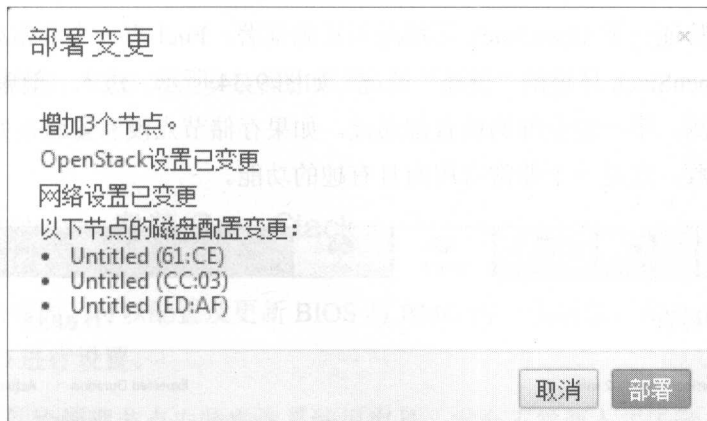 部署变更
×
增加3个节点。
OpenStack设置已变更
网络设置已变更
以下节点的磁盘配置变更:
• Untitled (61:CE)
• Untitled (CC:03)
• Untitled (ED:AF)
取消 部署